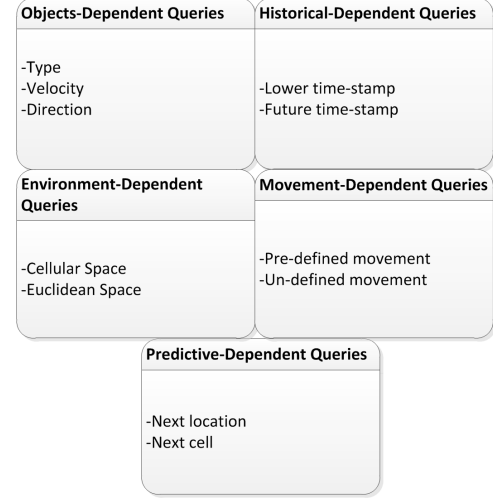 Objects-Dependent Queries
-Type
-Velocity
-Direction
Historical-Dependent Queries
-Lower time-stamp
-Future time-stamp
Environment-Dependent
Queries
-Cellular Space
-Euclidean Space
Movement-Dependent Queries
-Pre-defined movement
-Un-defined movement
Predictive-Dependent Queries
-Next location
-Next cell